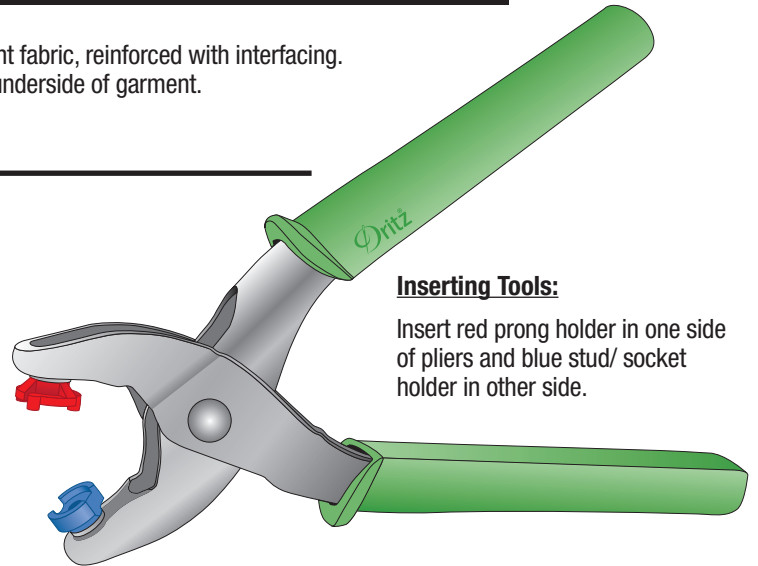 nt fabric, reinforced with interfacing.
underside of garment.
Dritz®
Inserting Tools:
Insert red prong holder in one side
of pliers and blue stud/ socket
holder in other side.